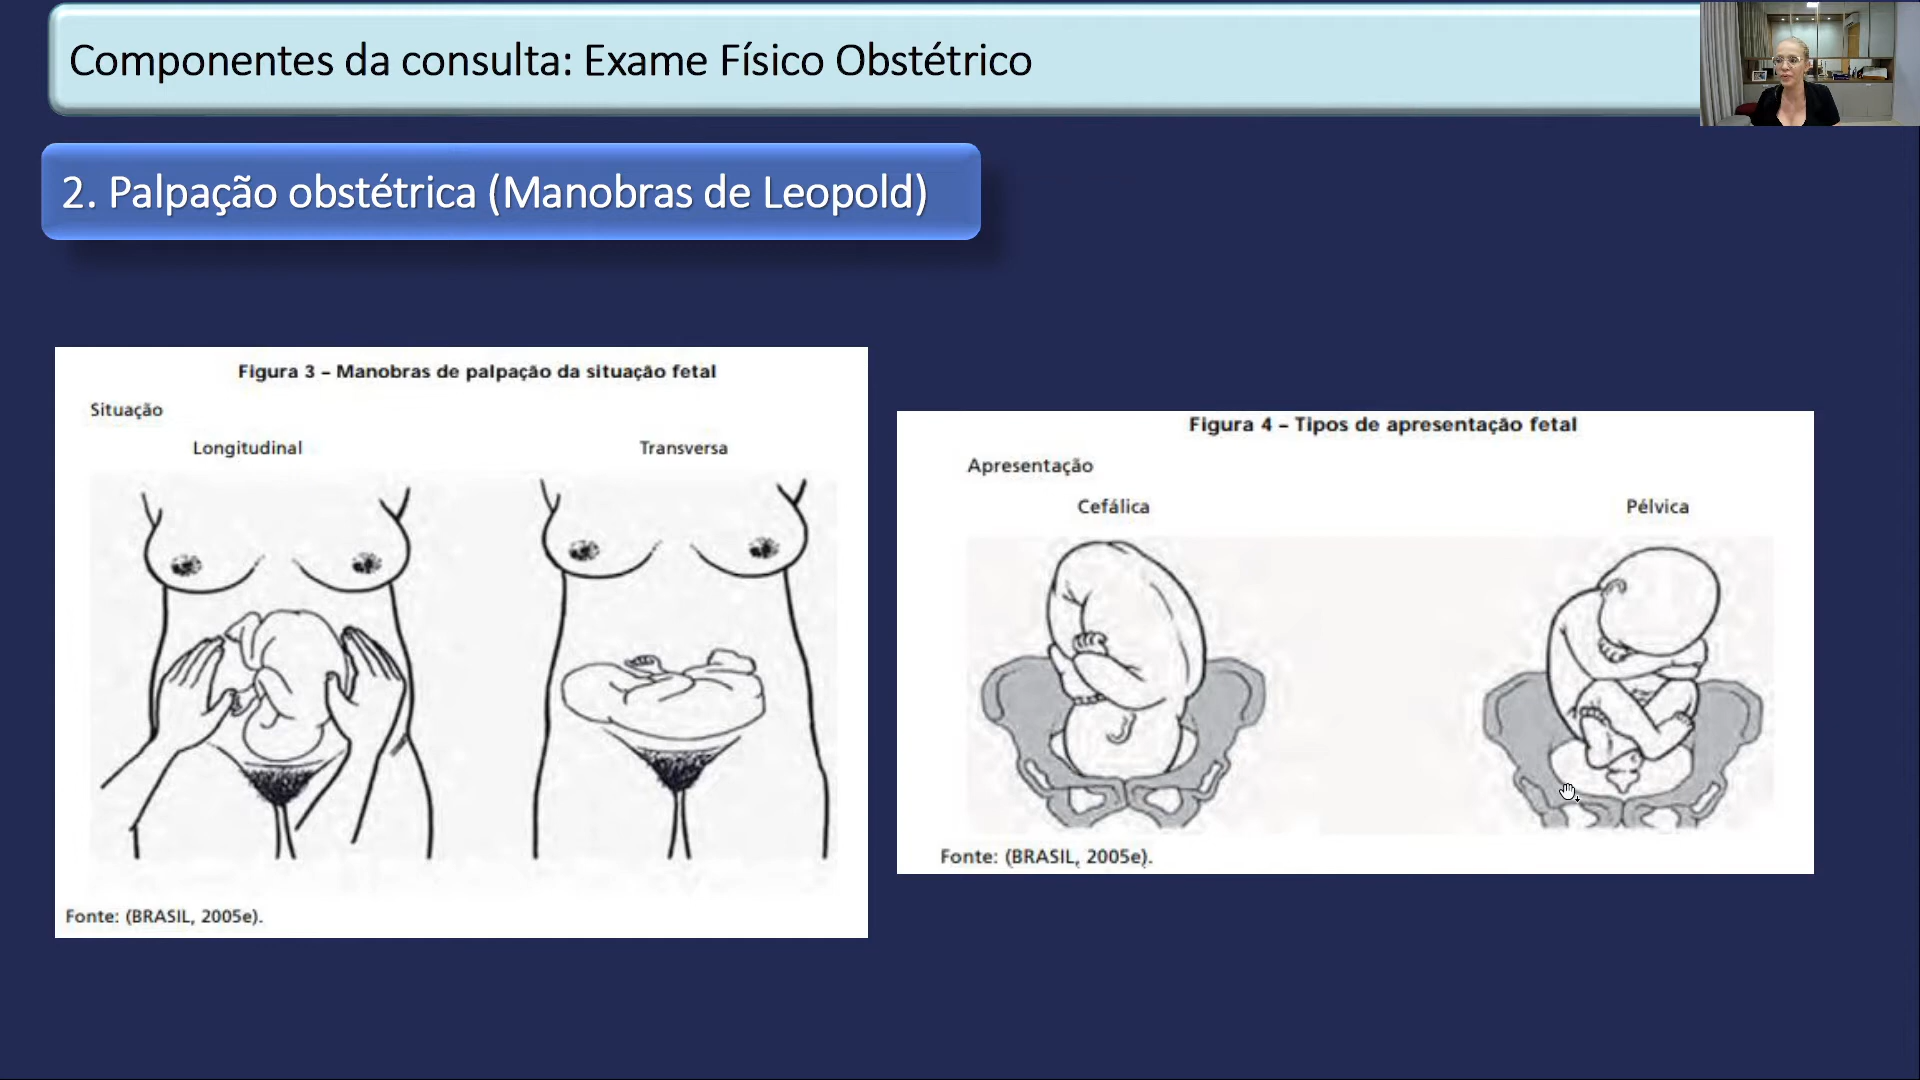 Componentes da consulta: Exame Físico Obstétrico
2. Palpação obstétrica (Manobras de Leopold)
Figura 3 – Manobras de palpação da situação fetal
Situação
Longitudinal
Transversa
Fonte: (BRASIL, 2005e).
Figura 4 – Tipos de apresentação fetal
Apresentação
Cefálica
Pélvica
Fonte: (BRASIL, 2005e).